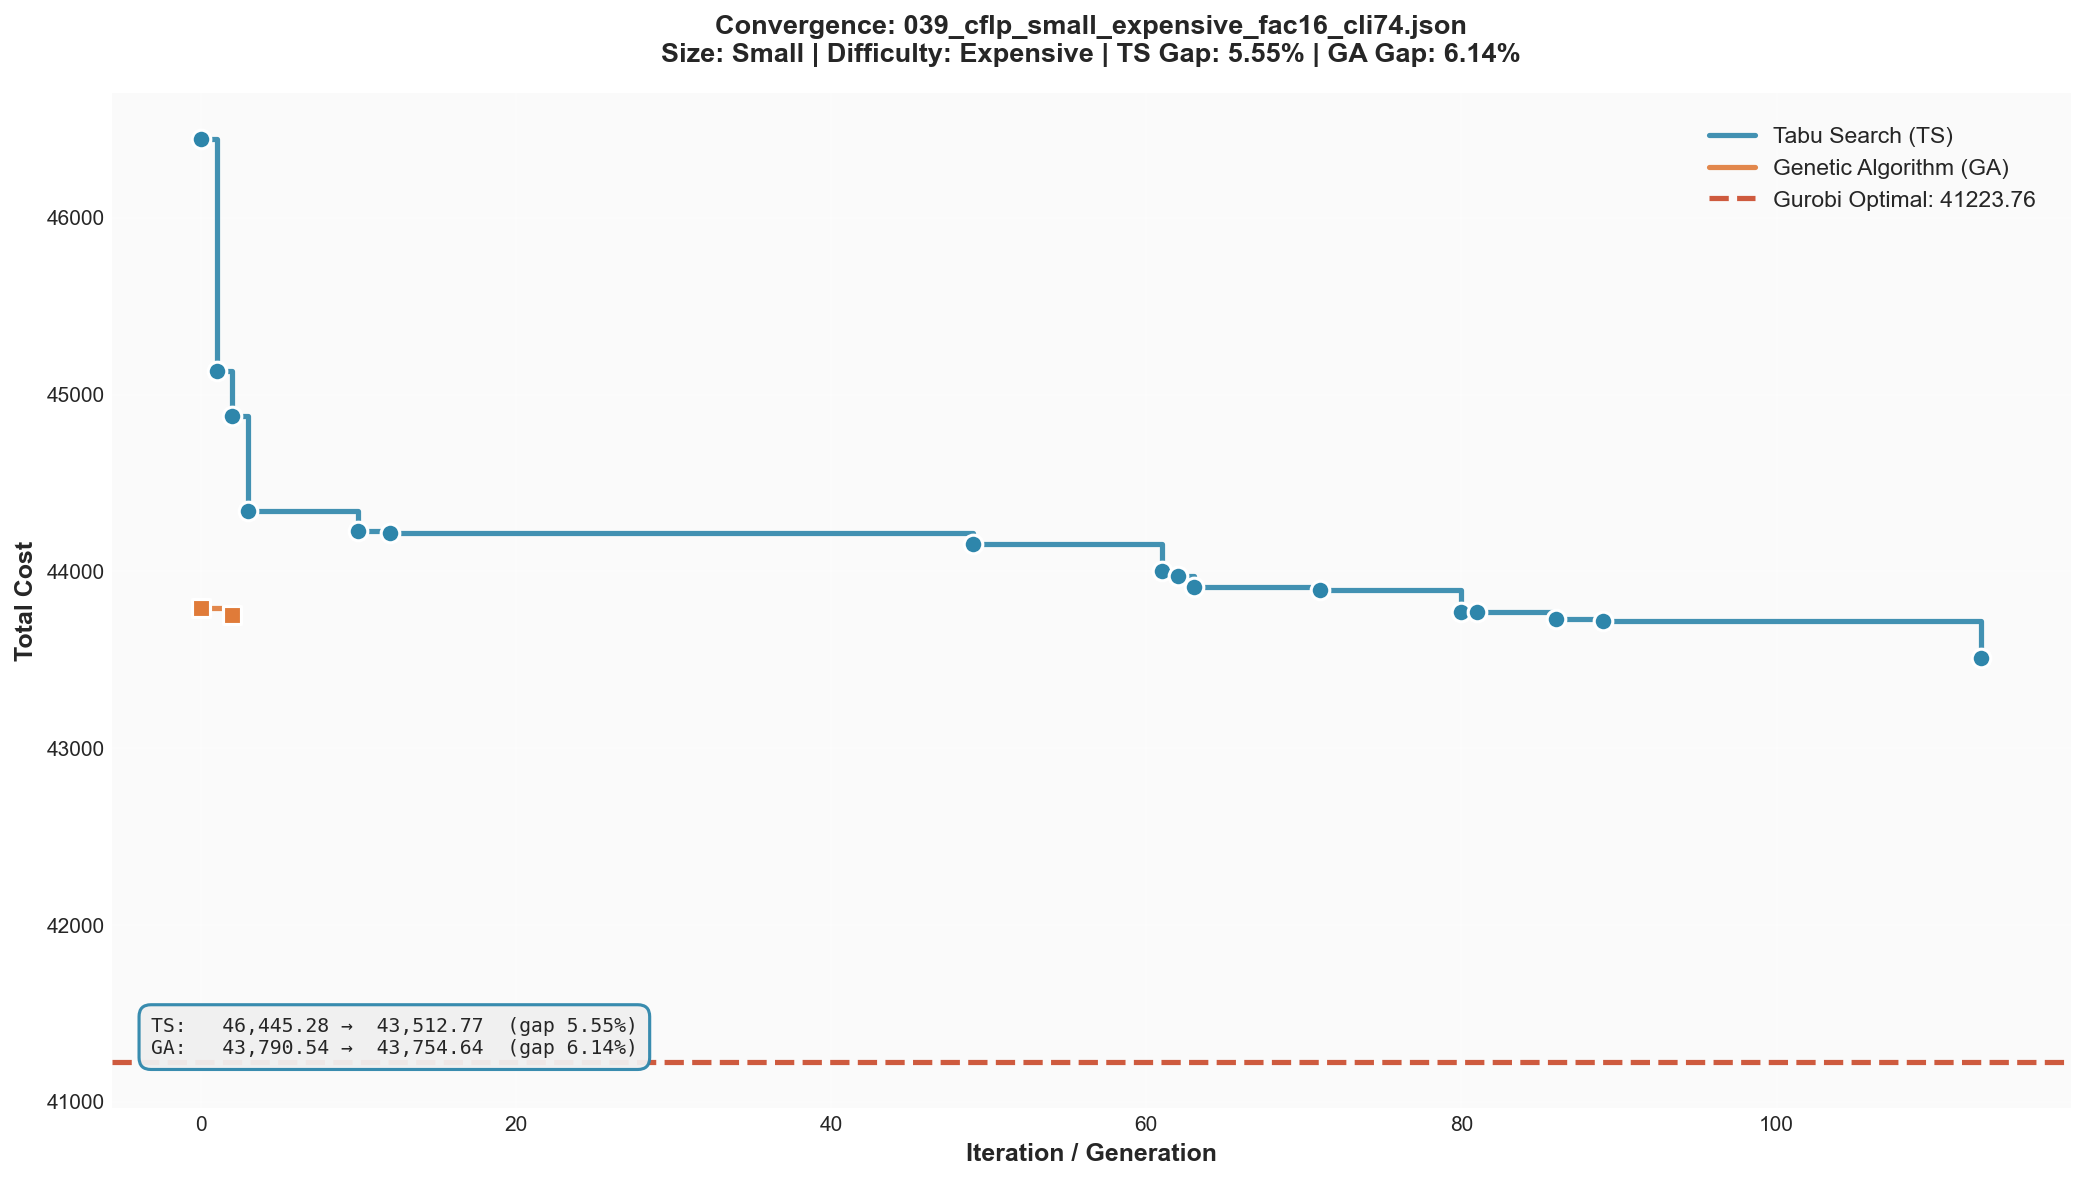 Convergence: 039_cflp_small_expensive_fac16_cli74.json
Size: Small | Difficulty: Expensive | TS Gap: 5.55% | GA Gap: 6.14%
Tabu Search (TS)
Genetic Algorithm (GA)
Gurobi Optimal: 41223.76
Total Cost
46000
45000
44000
43000
42000
41000
TS: 46,445.28 → 43,512.77 (gap 5.55%)
GA: 43,790.54 → 43,754.64 (gap 6.14%)
0 20 40 60 80 100
Iteration / Generation